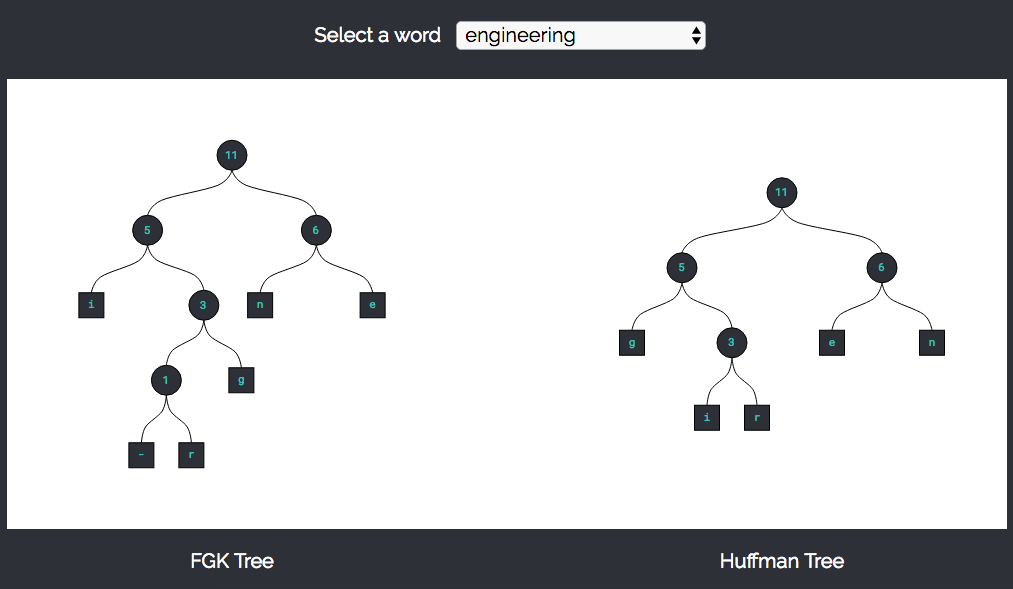 Select a word engineering
11
11
5 6
5 6
i 3 n e
g 3 e n
1 g
i r
- r
FGK Tree Huffman Tree